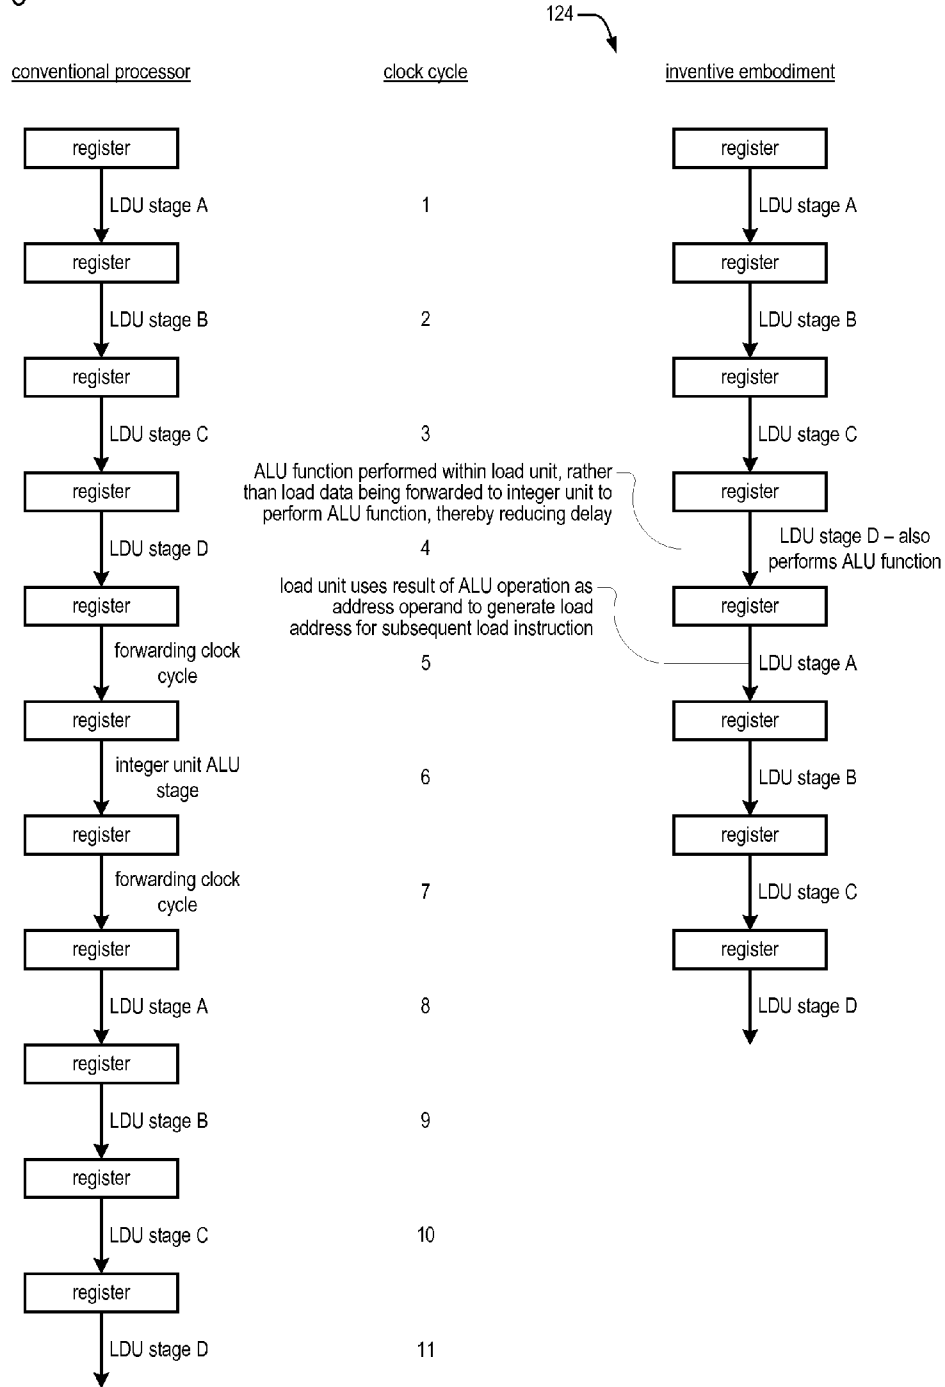 124
conventional processor
clock cycle
inventive embodiment
register
register
LDU stage A
1
LDU stage A
register
register
LDU stage B
2
LDU stage B
register
register
LDU stage C
3
LDU stage C
ALU function performed within load unit, rather
than load data being forwarded to integer unit to
perform ALU function, thereby reducing delay
register
register
LDU stage D
4
LDU stage D – also
performs ALU function
load unit uses result of ALU operation as
address operand to generate load
address for subsequent load instruction
register
register
forwarding clock
cycle
5
LDU stage A
register
register
integer unit ALU
stage
6
LDU stage B
register
register
forwarding clock
cycle
7
LDU stage C
register
register
LDU stage A
8
LDU stage D
register
LDU stage B
9
register
LDU stage C
10
register
LDU stage D
11